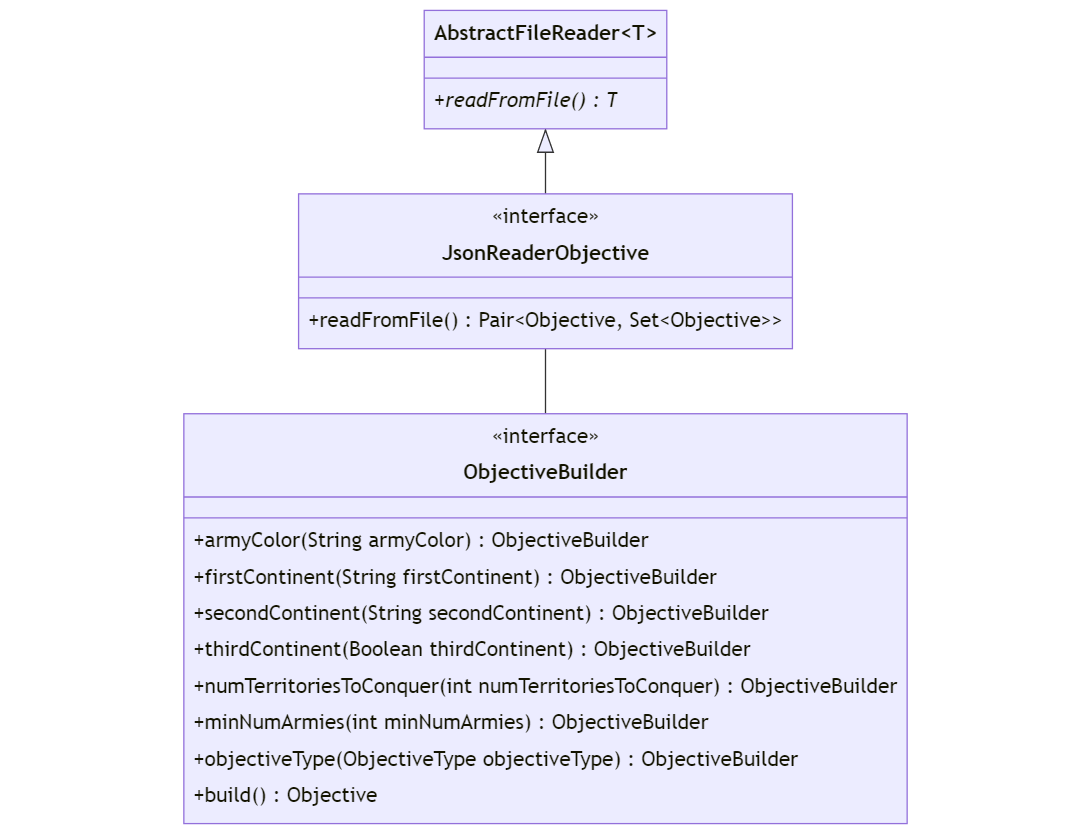 AbstractFileReader<T>
+readFromFile() : T
«interface»
JsonReaderObjective
+readFromFile() : Pair<Objective, Set<Objective>>
«interface»
ObjectiveBuilder
+armyColor(String armyColor) : ObjectiveBuilder
+firstContinent(String firstContinent) : ObjectiveBuilder
+secondContinent(String secondContinent) : ObjectiveBuilder
+thirdContinent(Boolean thirdContinent) : ObjectiveBuilder
+numTerritoriesToConquer(int numTerritoriesToConquer) : ObjectiveBuilder
+minNumArmies(int minNumArmies) : ObjectiveBuilder
+objectiveType(ObjectiveType objectiveType) : ObjectiveBuilder
+build() : Objective